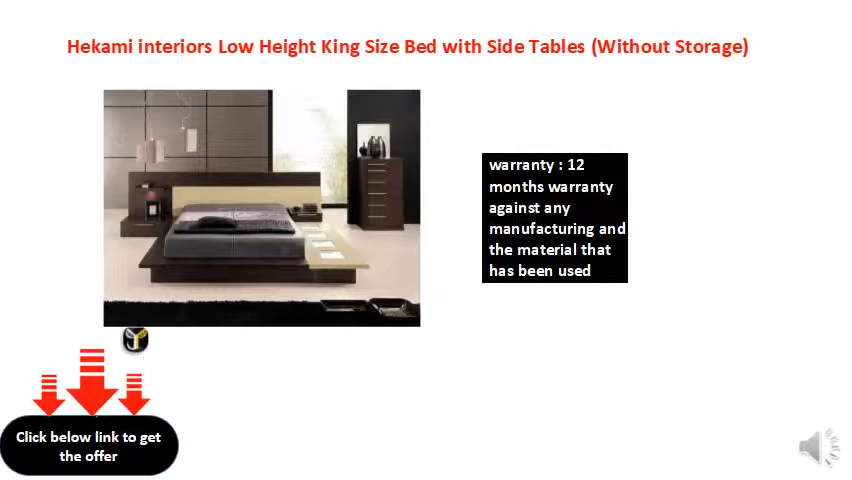 Hekami interiors Low Height King Size Bed with Side Tables (Without Storage)
warranty : 12
months warranty
against any
manufacturing and
the material that
has been used
Click below link to get
the offer